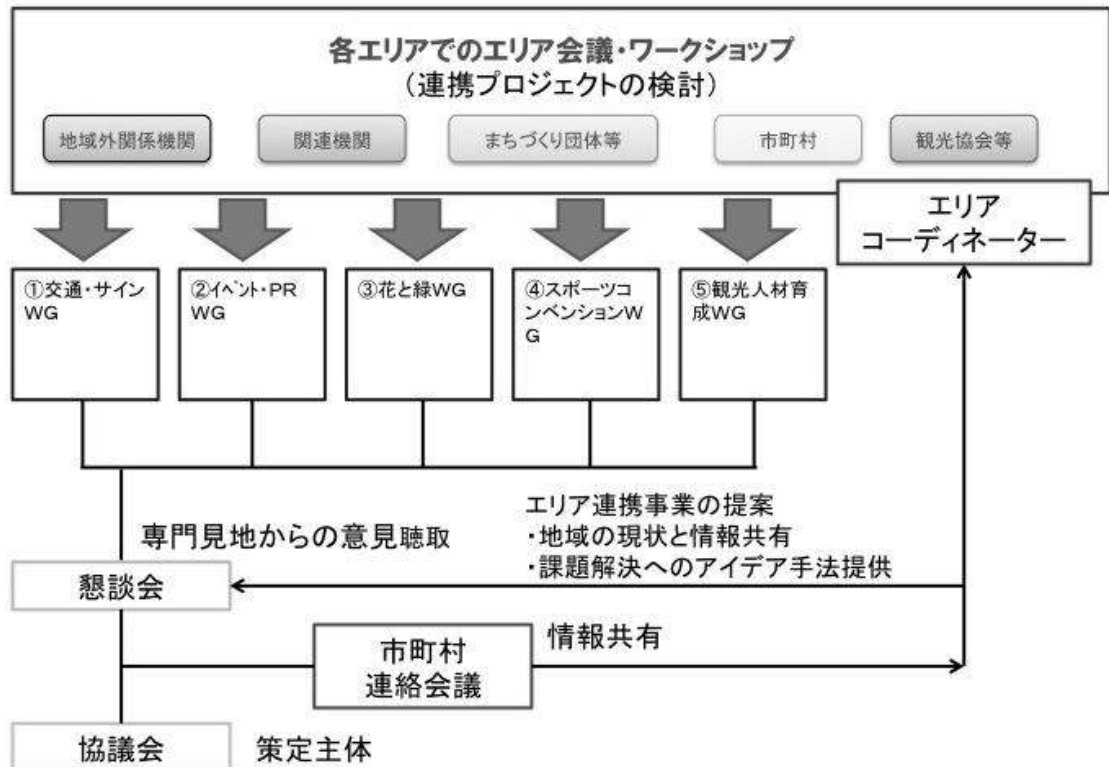 各エリアでのエリア会議・ワークショップ
（連携プロジェクトの検討）
地域外関係機関
関連機関
まちづくり団体等
市町村
観光協会等
エリア
コーディネーター
①交通・サイン
WG
②イベント・PR
WG
③花と緑WG
④スポーツコ
ンベンションW
G
⑤観光人材育
成WG
エリア連携事業の提案
・地域の現状と情報共有
・課題解決へのアイデア手法提供
専門見地からの意見聴取
懇談会
情報共有
市町村
連絡会議
協議会
策定主体